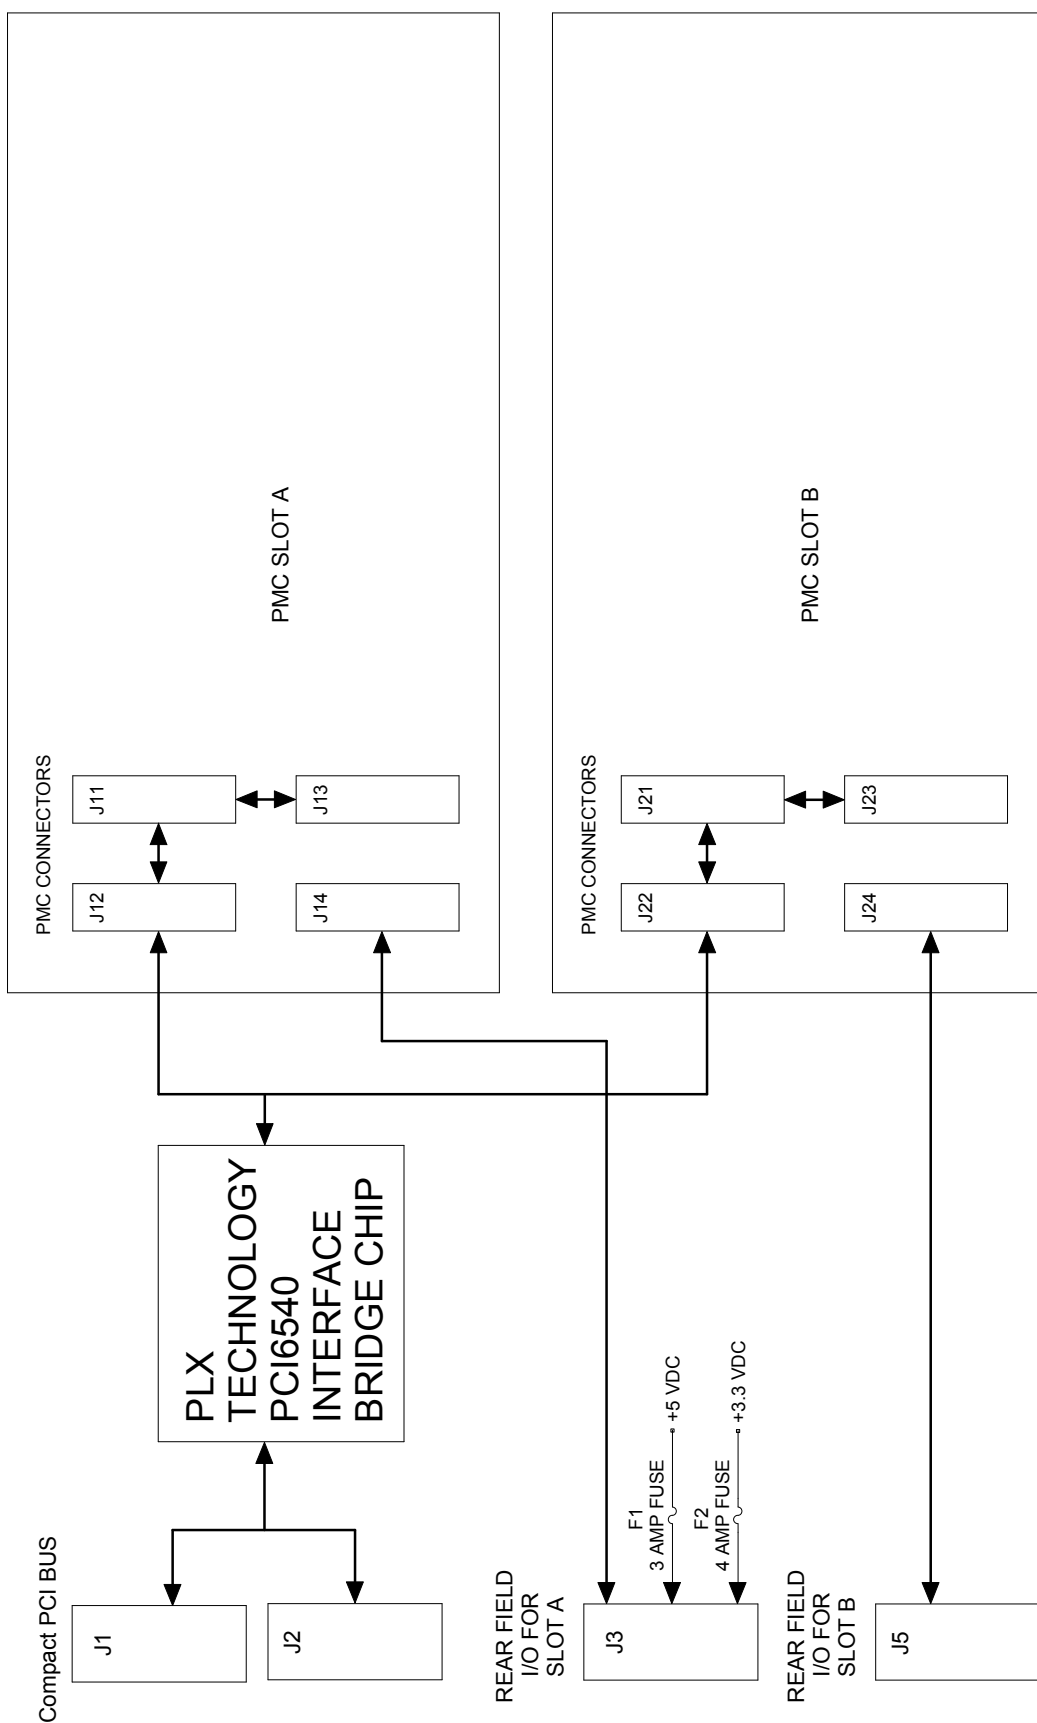 Compact PCI BUS
J1
J2
PLX
TECHNOLOGY
PCI6540
INTERFACE
BRIDGE CHIP
PMC CONNECTORS
J12
J11
J14
J13
PMC SLOT A
REAR FIELD
I/O FOR
SLOT A
J3
F1
3 AMP FUSE
+5 VDC
F2
4 AMP FUSE
+3.3 VDC
PMC CONNECTORS
J22
J21
J24
J23
PMC SLOT B
REAR FIELD
I/O FOR
SLOT B
J5